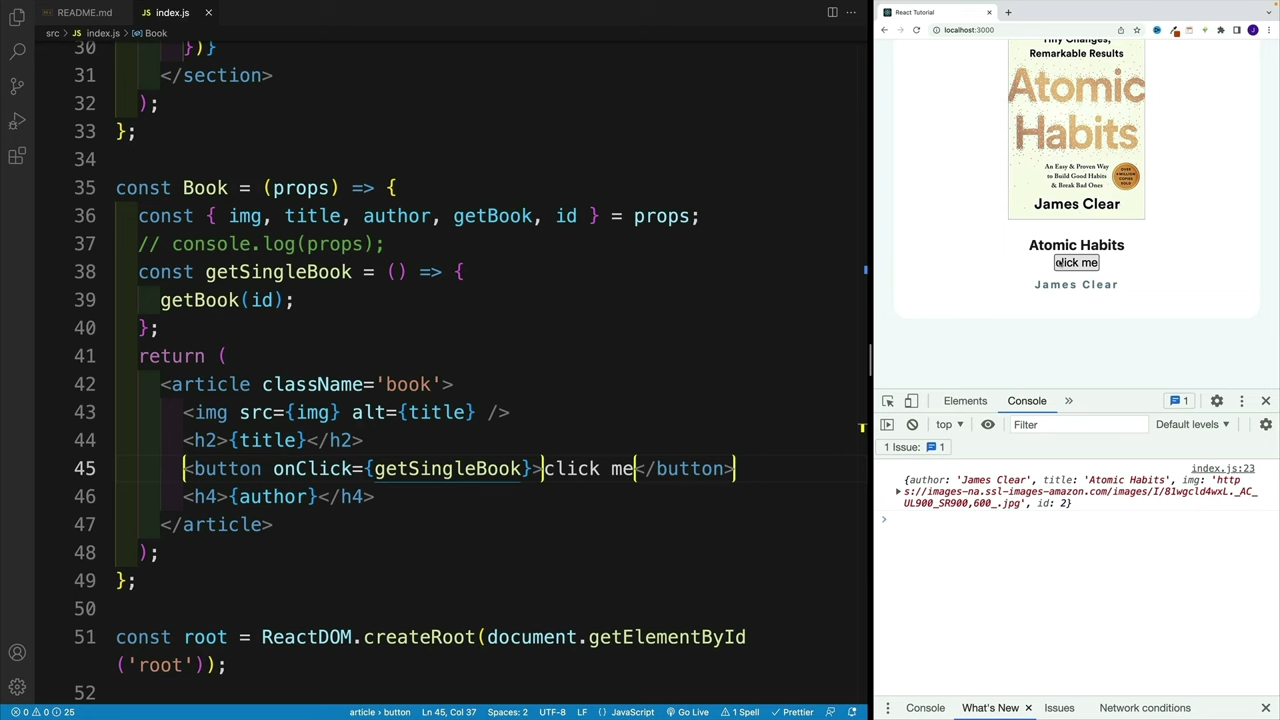 README.md
index.js
src > index.js > Book
30 })}
31 </section>
32 );
33 };
34
35 const Book = (props) => {
36 const { img, title, author, getBook, id } = props;
37 // console.log(props);
38 const getSingleBook = () => {
39 getBook(id);
40 };
41 return (
42 <article className='book'>
43 <img src={img} alt={title} />
44 <h2>{title}</h2>
45 <button onClick={getSingleBook}>click me</button>
46 <h4>{author}</h4>
47 </article>
48 );
49 };
50
51 const root = ReactDOM.createRoot(document.getElementById
('root'));
52
0 0 25 article > button Ln 45, Col 37 Spaces: 2 UTF-8 LF {} JavaScript Go Live 1 Spell Prettier
React Tutorial
localhost:3000
Tiny Changes,
Remarkable Results
Atomic
Habits
An Easy & Proven Way
to Build Good Habits
& Break Bad Ones
James Clear
Atomic Habits
click me
James Clear
Elements Console 1
top Filter Default levels
1 Issue: 1
index.js:23
{author: 'James Clear', title: 'Atomic Habits', img: 'http
s://images-na.ssl-images-amazon.com/images/I/81wgcld4wxL._AC_
UL900_SR900,600_.jpg', id: 2}
Console What's New Issues Network conditions